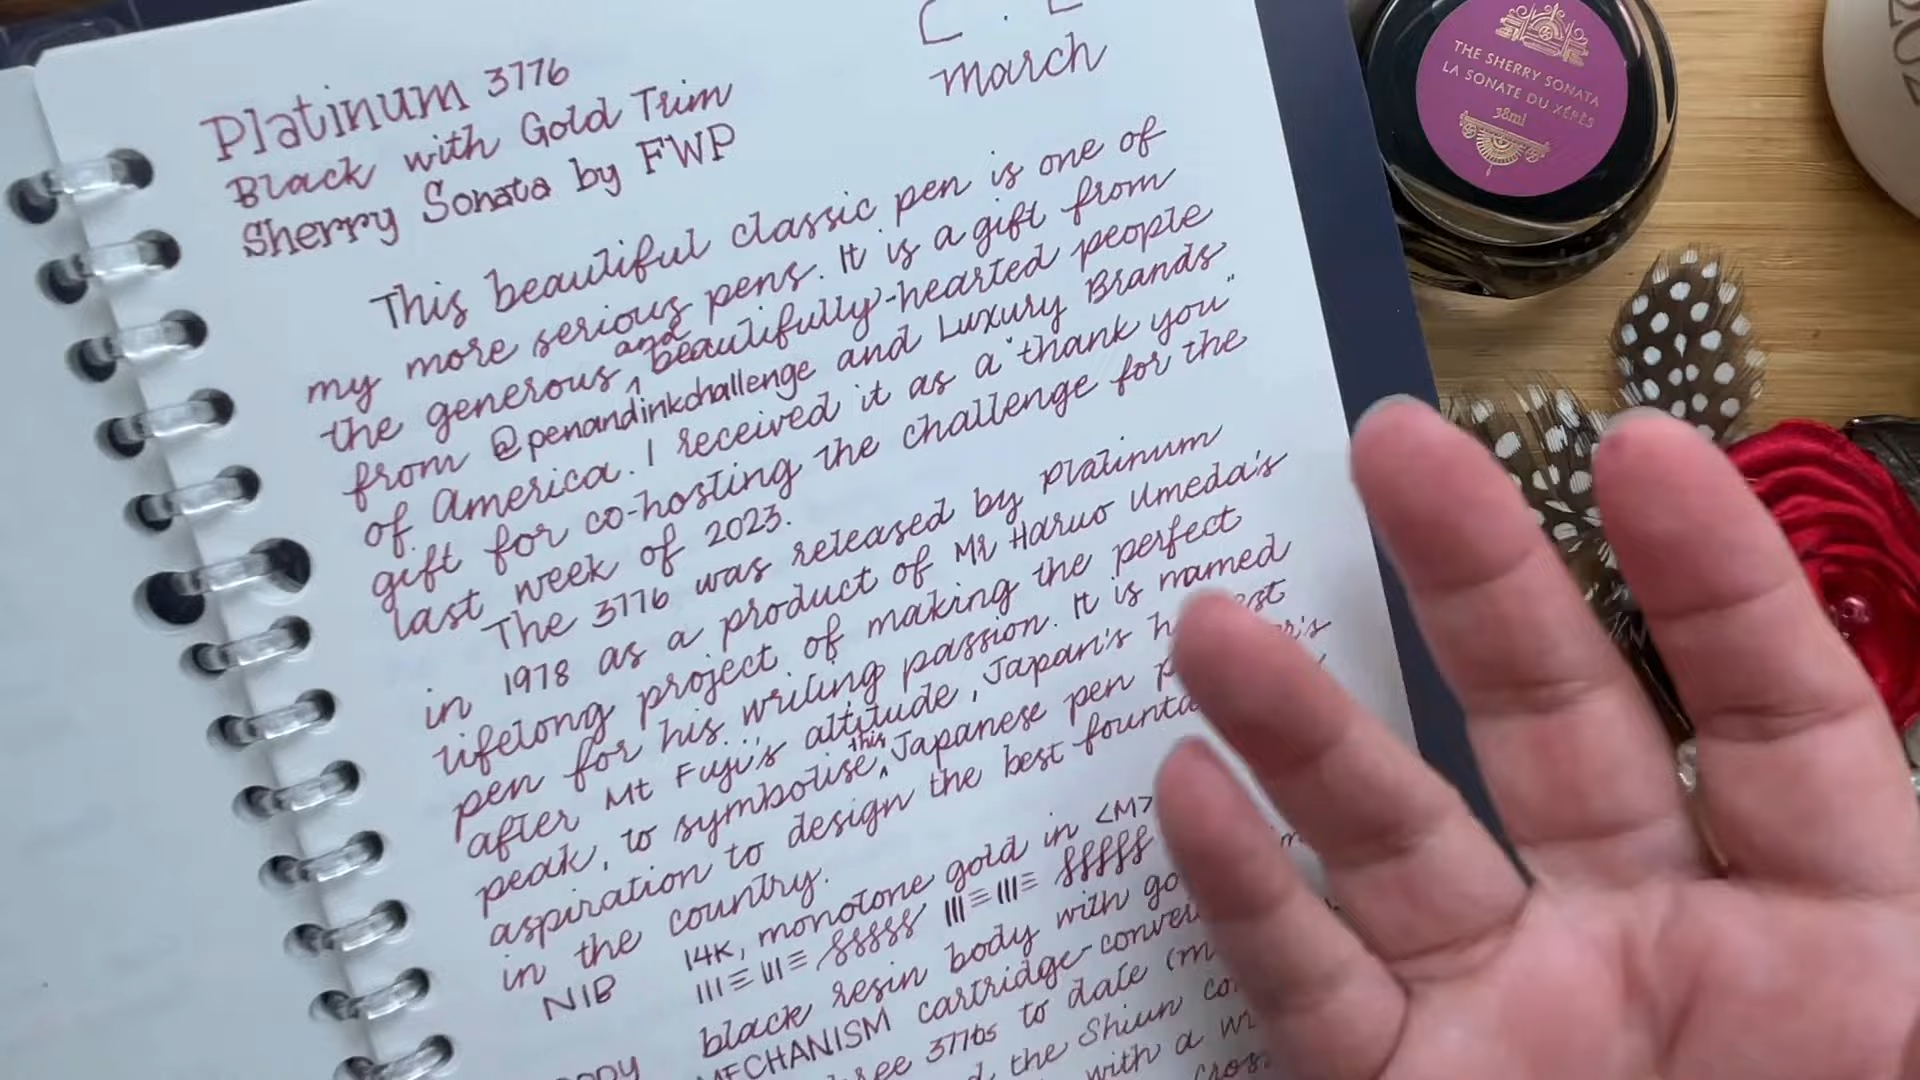 Platinum 3776
Black with Gold Trim
Sherry Sonata by FWP
March
This beautiful classic pen is one of
my more serious pens. It is a gift from
the generous and beautifully-hearted people
from @penandinkchallenge and Luxury Brands
of America. I received it as a "thank you"
gift for co-hosting the challenge for the
last week of 2023.
The 3776 was released by Platinum
in 1978 as a product of Mr Haruo Umeda's
lifelong project of making the perfect
pen for his writing passion. It is named
after Mt Fuji's altitude, Japan's
peak, to symbolise this Japanese pen
aspiration to design the best
in the country.
NIB 14K, monotone gold in <M>
black resin body with
MECHANISM cartridge-
3776s to date
the Shiun
with a
THE SHERRY SONATA
LA SONATE DU XÉRÈS
38ml
202